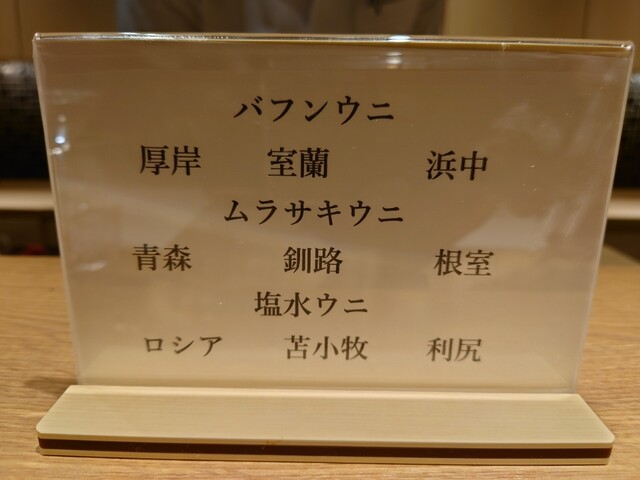 バフンウニ
厚岸 室蘭 浜中
ムラサキウニ
青森 釧路 根室
塩水ウニ
ロシア 苫小牧 利尻